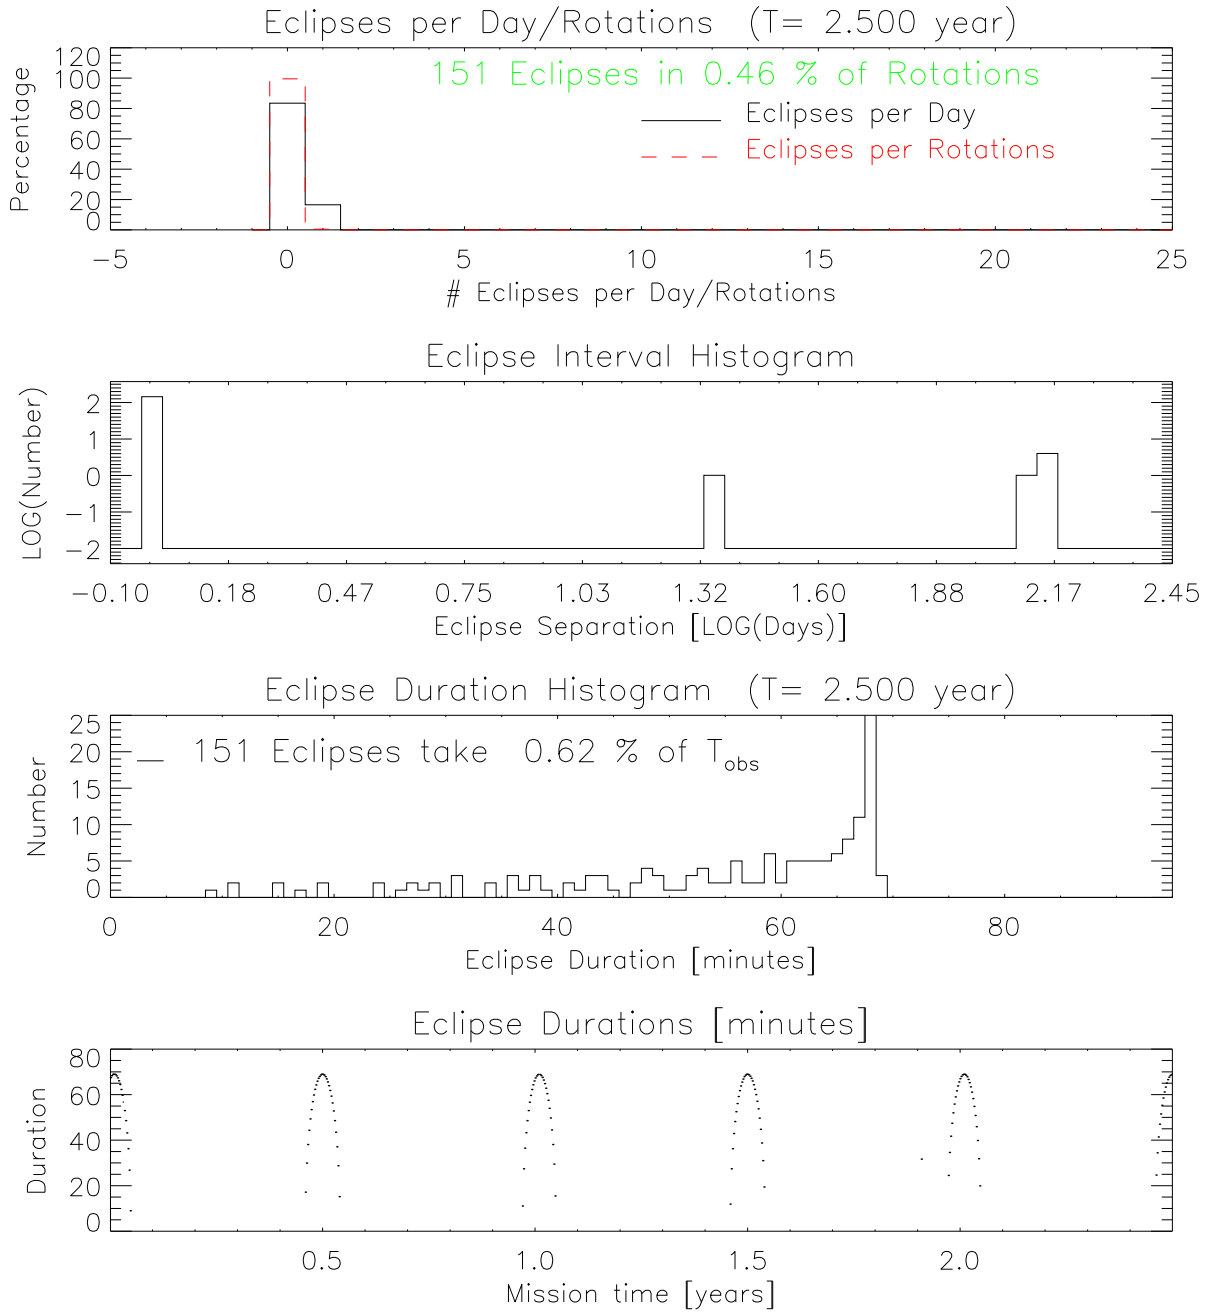 Eclipses per Day/Rotations (T= 2.500 year)
151 Eclipses in 0.46 % of Rotations
Eclipses per Day
Eclipses per Rotations
Percentage
120
100
80
60
40
20
0
−5 0 5 10 15 20 25
# Eclipses per Day/Rotations
Eclipse Interval Histogram
LOG(Number)
2
1
0
−1
−2
−0.10 0.18 0.47 0.75 1.03 1.32 1.60 1.88 2.17 2.45
Eclipse Separation [LOG(Days)]
Eclipse Duration Histogram (T= 2.500 year)
151 Eclipses take 0.62 % of Tobs
Number
25
20
15
10
5
0
0 20 40 60 80
Eclipse Duration [minutes]
Eclipse Durations [minutes]
Duration
80
60
40
20
0
0.5 1.0 1.5 2.0
Mission time [years]